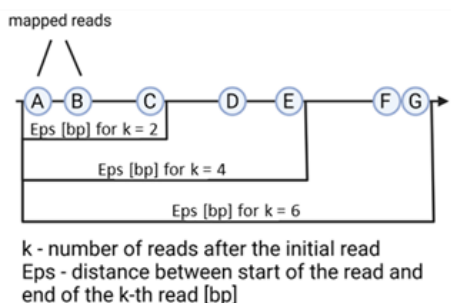 mapped reads
A B C D E F G
Eps [bp] for k = 2
Eps [bp] for k = 4
Eps [bp] for k = 6
k - number of reads after the initial read
Eps - distance between start of the read and
end of the k-th read [bp]